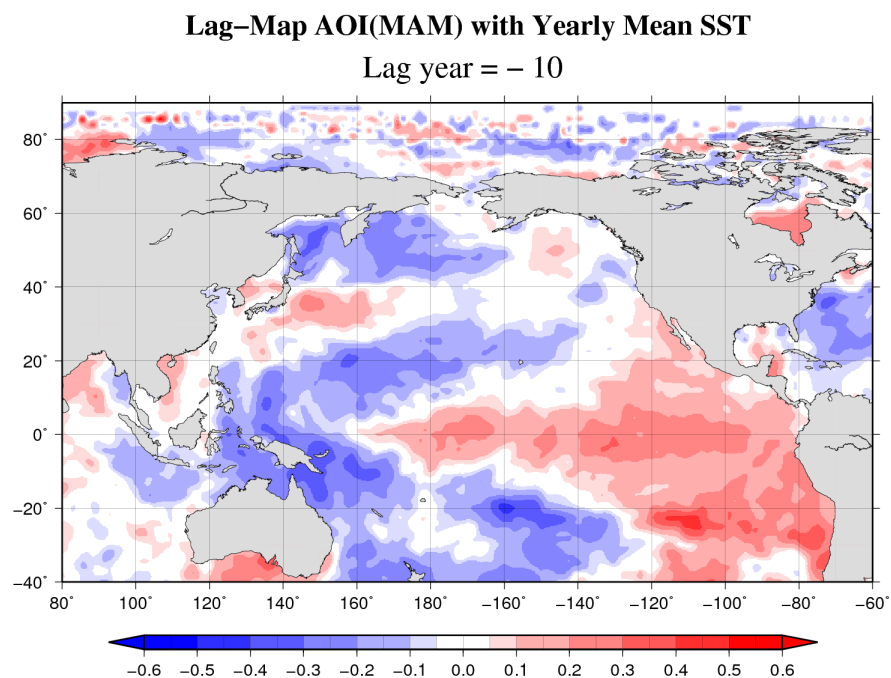 Lag–Map AOI(MAM) with Yearly Mean SST
Lag year = – 10
80˚
60˚
40˚
20˚
0˚
−20˚
−40˚
80 100˚ 120˚ 140˚ 160˚ 180˚ −160˚ −140˚ −120˚ −100˚ −80˚ −60˚
−0.6 −0.5 −0.4 −0.3 −0.2 −0.1 0.0 0.1 0.2 0.3 0.4 0.5 0.6